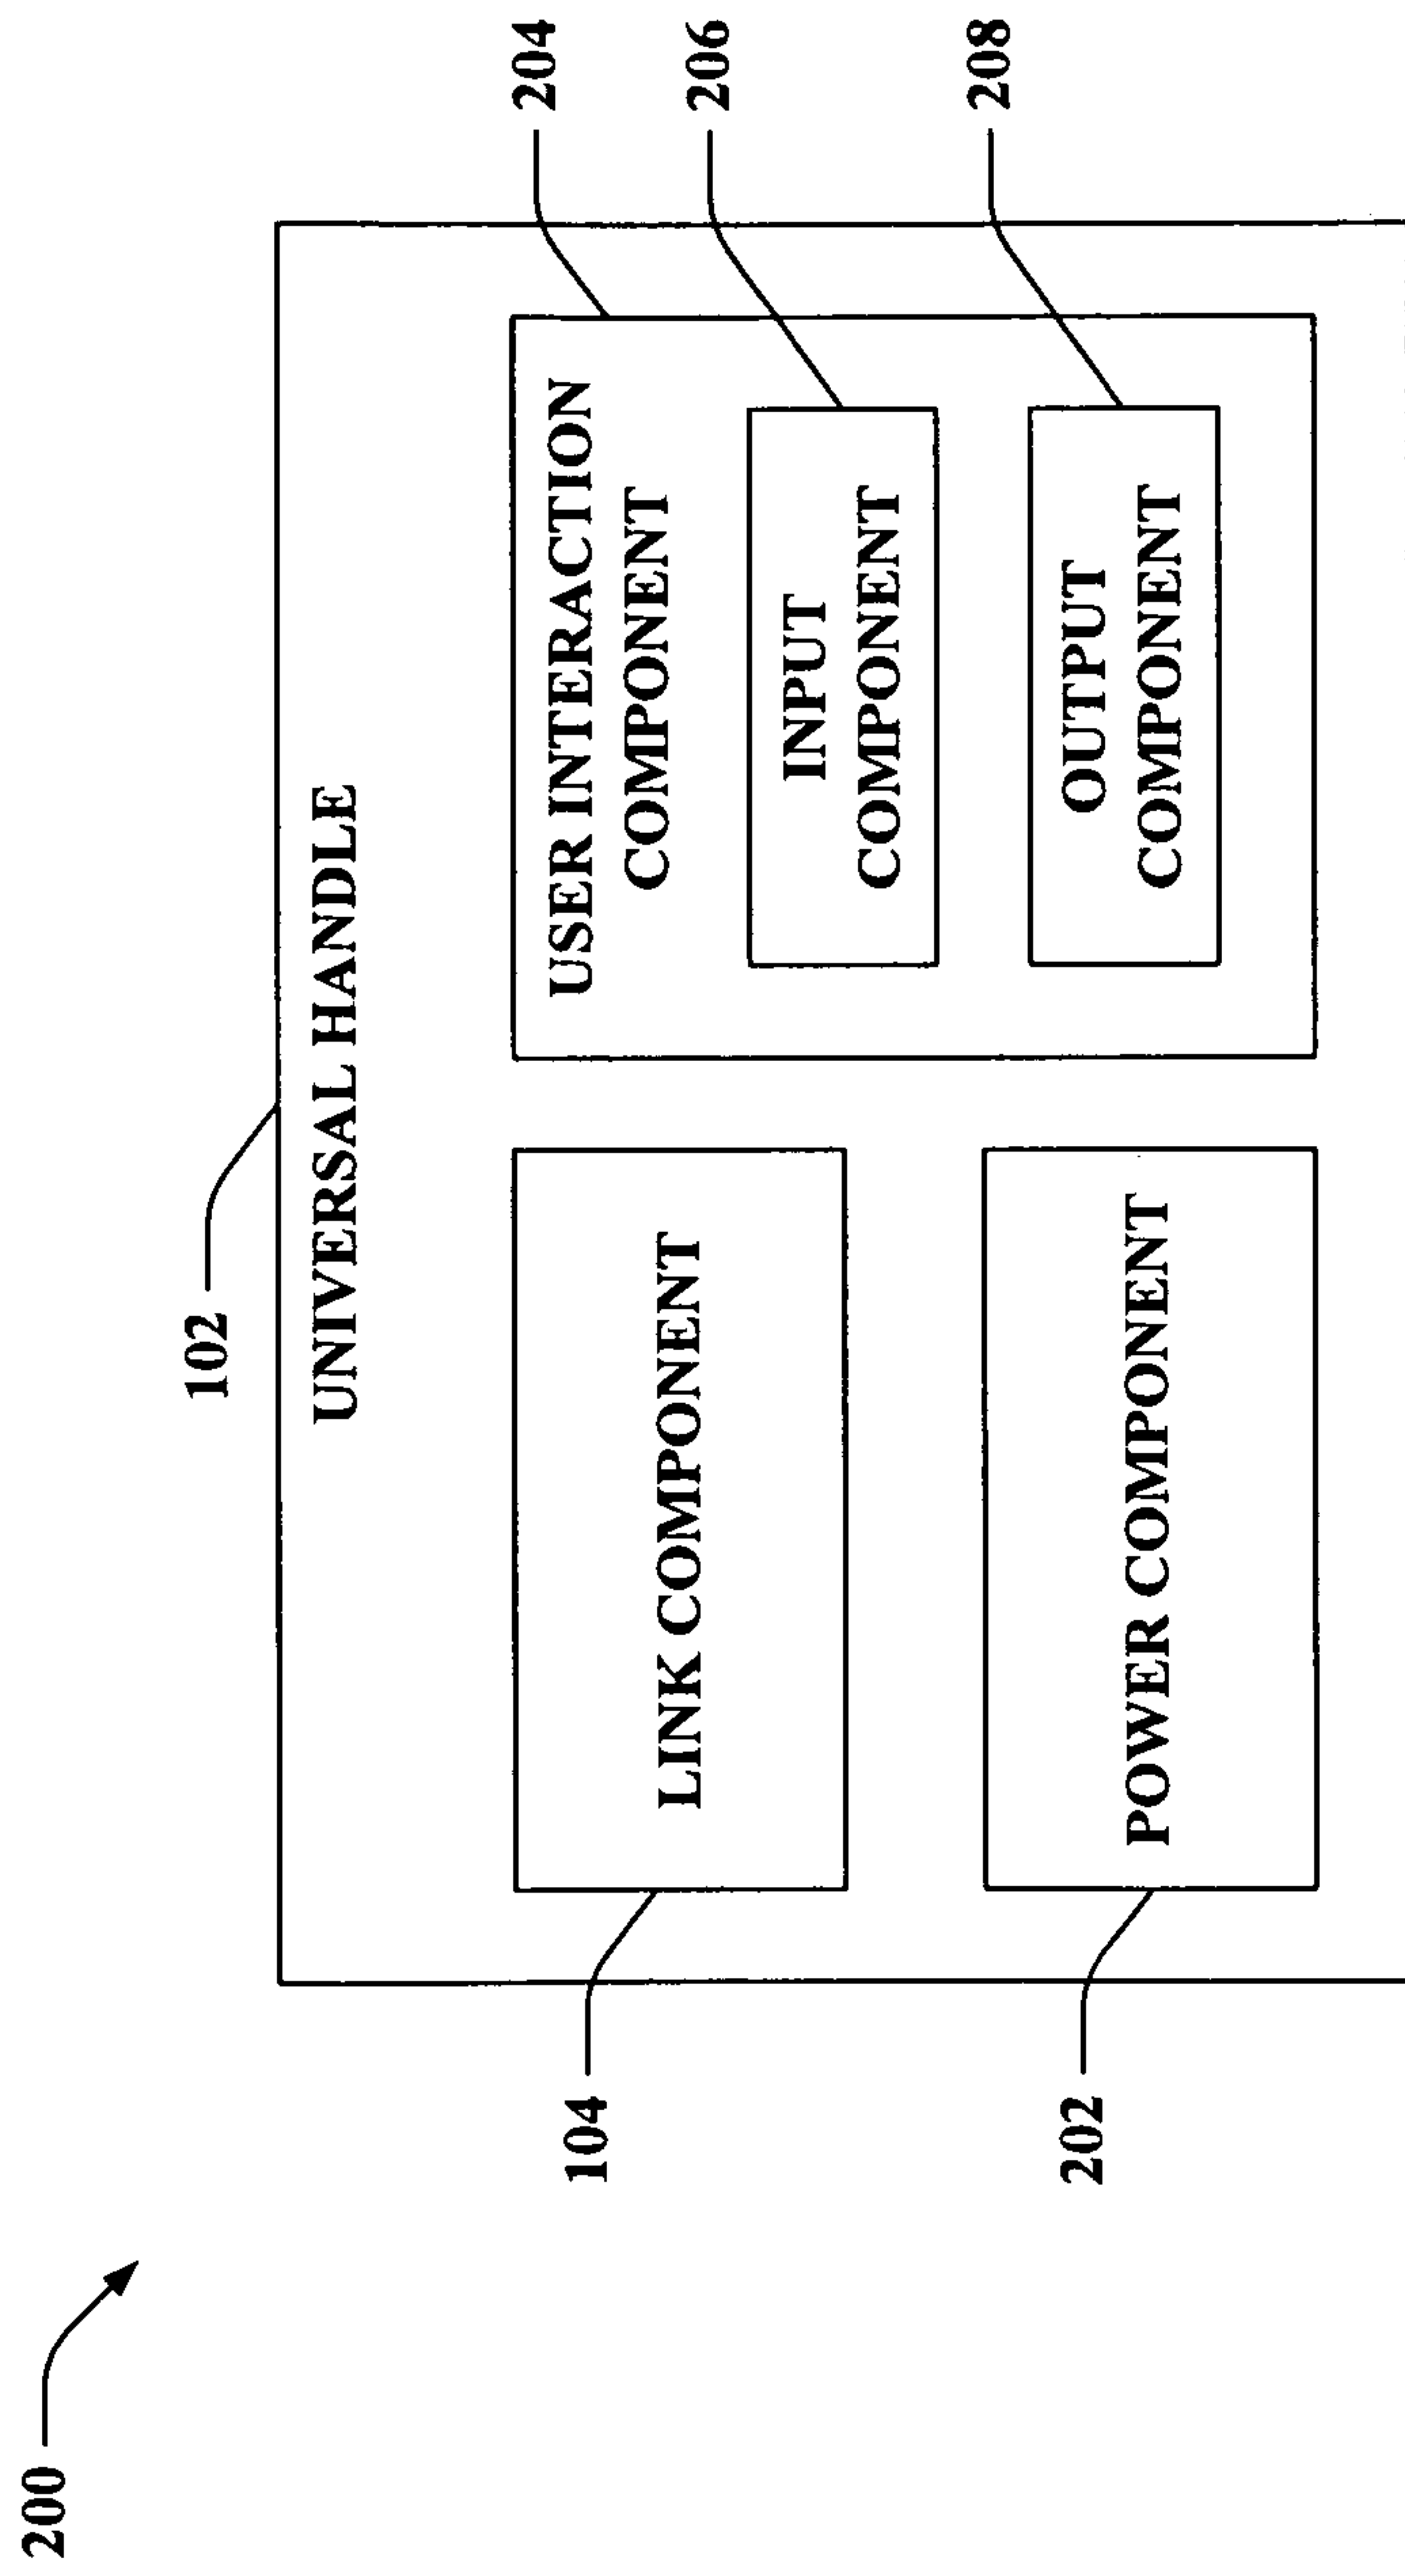 200
102
UNIVERSAL HANDLE
104
LINK COMPONENT
202
POWER COMPONENT
204
USER INTERACTION
COMPONENT
206
INPUT
COMPONENT
208
OUTPUT
COMPONENT